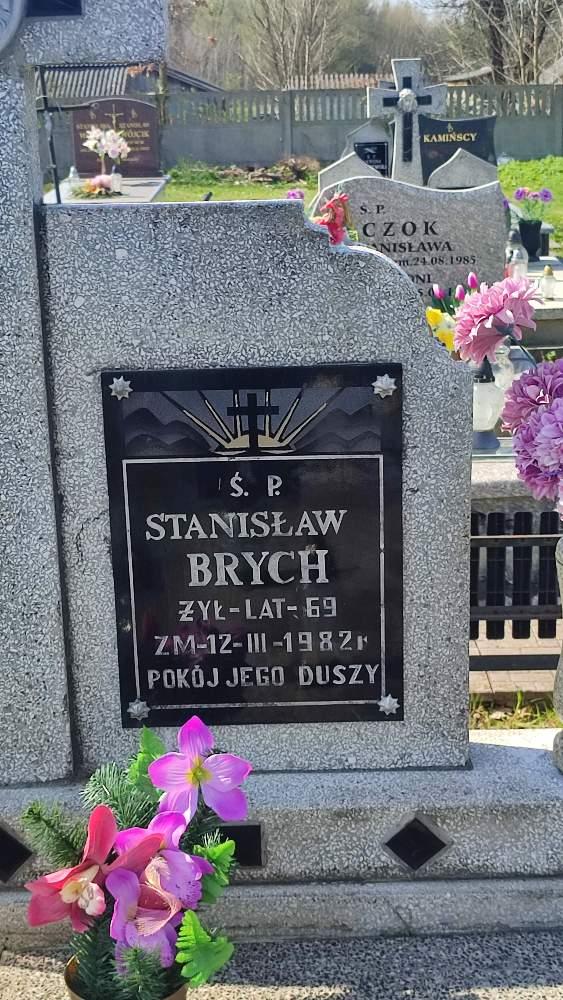 Ś. P.
STANISŁAW
BRYCH
ŻYŁ-LAT-69
ZM-12-III-1982r
POKÓJ JEGO DUSZY
KAMIŃSCY
Ś. P.
CZOK
24.08.1985